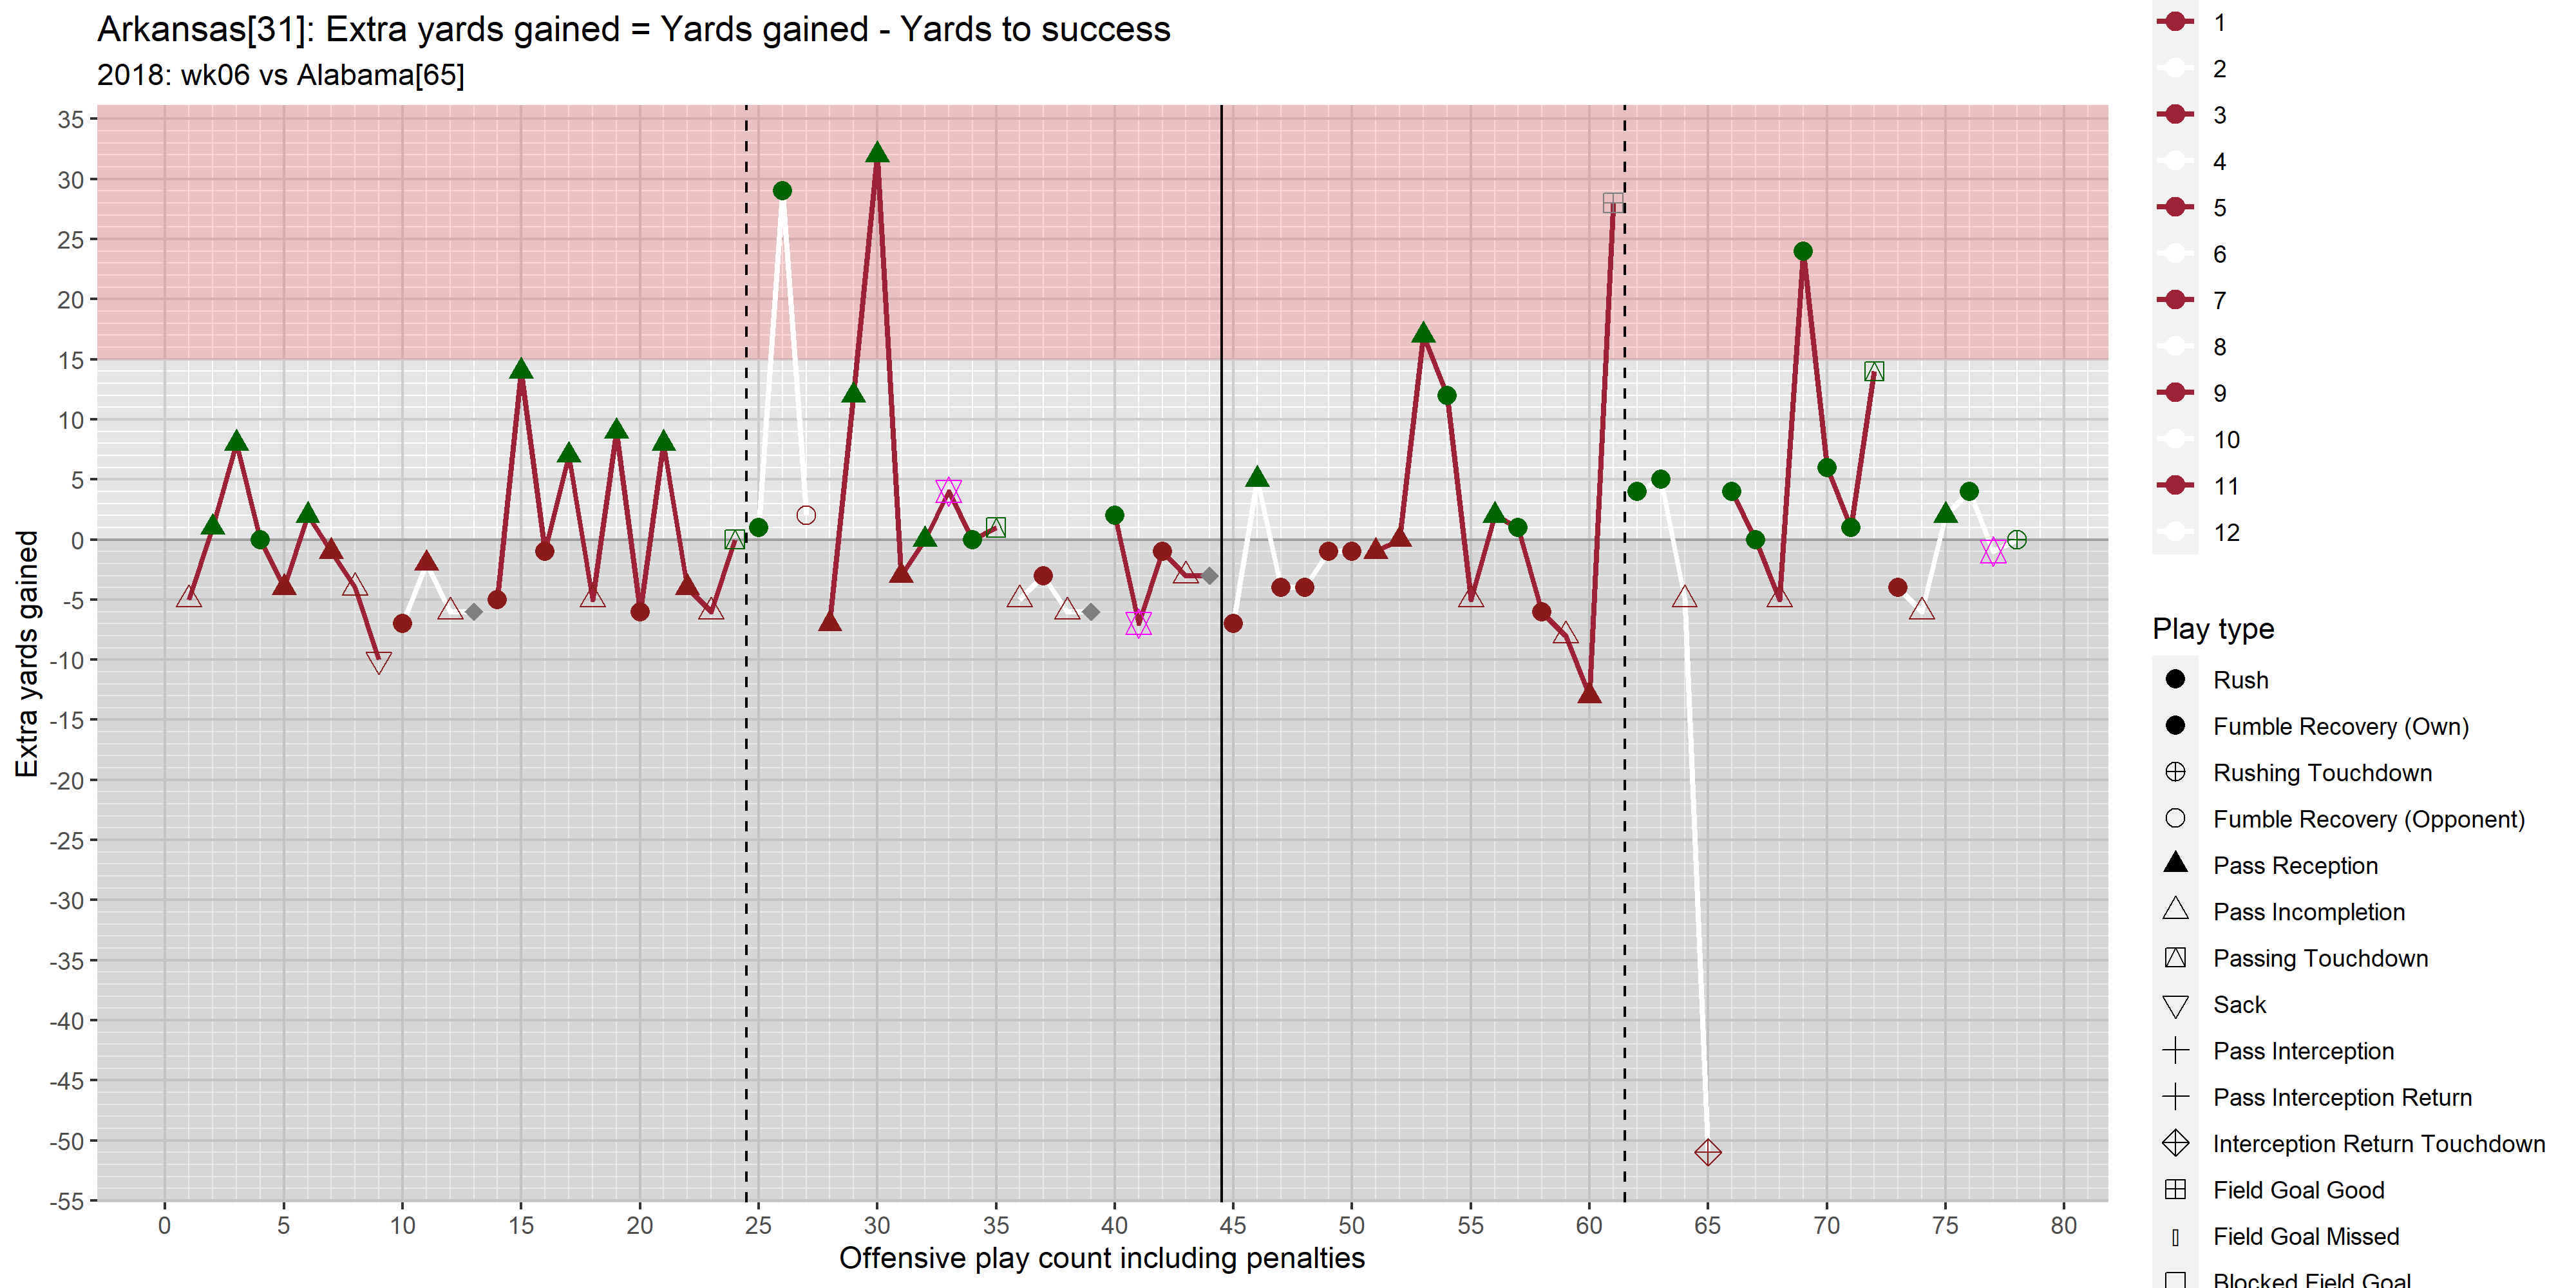 Arkansas[31]: Extra yards gained = Yards gained - Yards to success
2018: wk06 vs Alabama[65]
Extra yards gained
35
30
25
20
15
10
5
0
-5
-10
-15
-20
-25
-30
-35
-40
-45
-50
-55
0 5 10 15 20 25 30 35 40 45 50 55 60 65 70 75 80
Offensive play count including penalties
1
2
3
4
5
6
7
8
9
10
11
12
Play type
Rush
Fumble Recovery (Own)
Rushing Touchdown
Fumble Recovery (Opponent)
Pass Reception
Pass Incompletion
Passing Touchdown
Sack
Pass Interception
Pass Interception Return
Interception Return Touchdown
Field Goal Good
Field Goal Missed
Blocked Field Goal